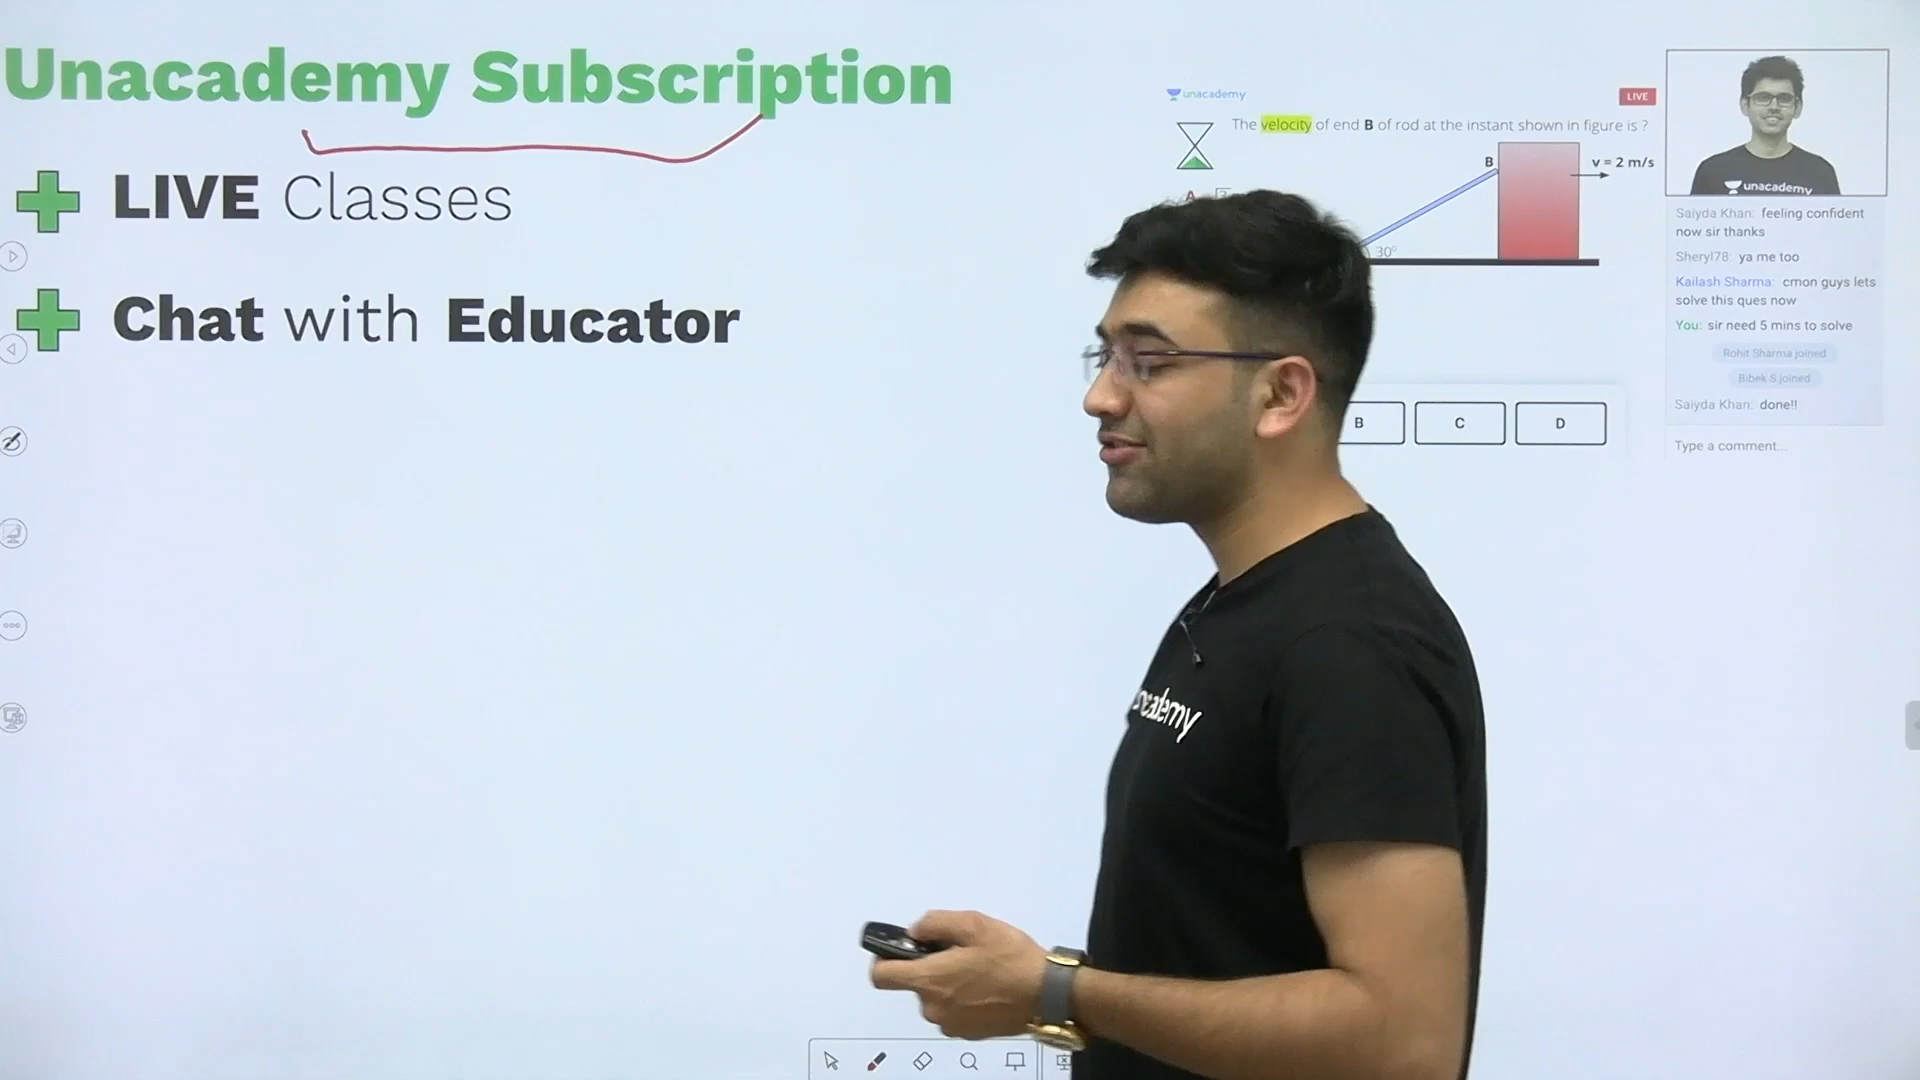 Unacademy Subscription
LIVE Classes
Chat with Educator
unacademy
LIVE
The velocity of end B of rod at the instant shown in figure is ?
B
v = 2 m/s
A
30°
B
C
D
unacademy
Saiyda Khan: feeling confident
now sir thanks
Sheryl78: ya me too
Kailash Sharma: cmon guys lets
solve this ques now
You: sir need 5 mins to solve
Rohit Sharma joined
Bibek S joined
Saiyda Khan: done!!
Type a comment...